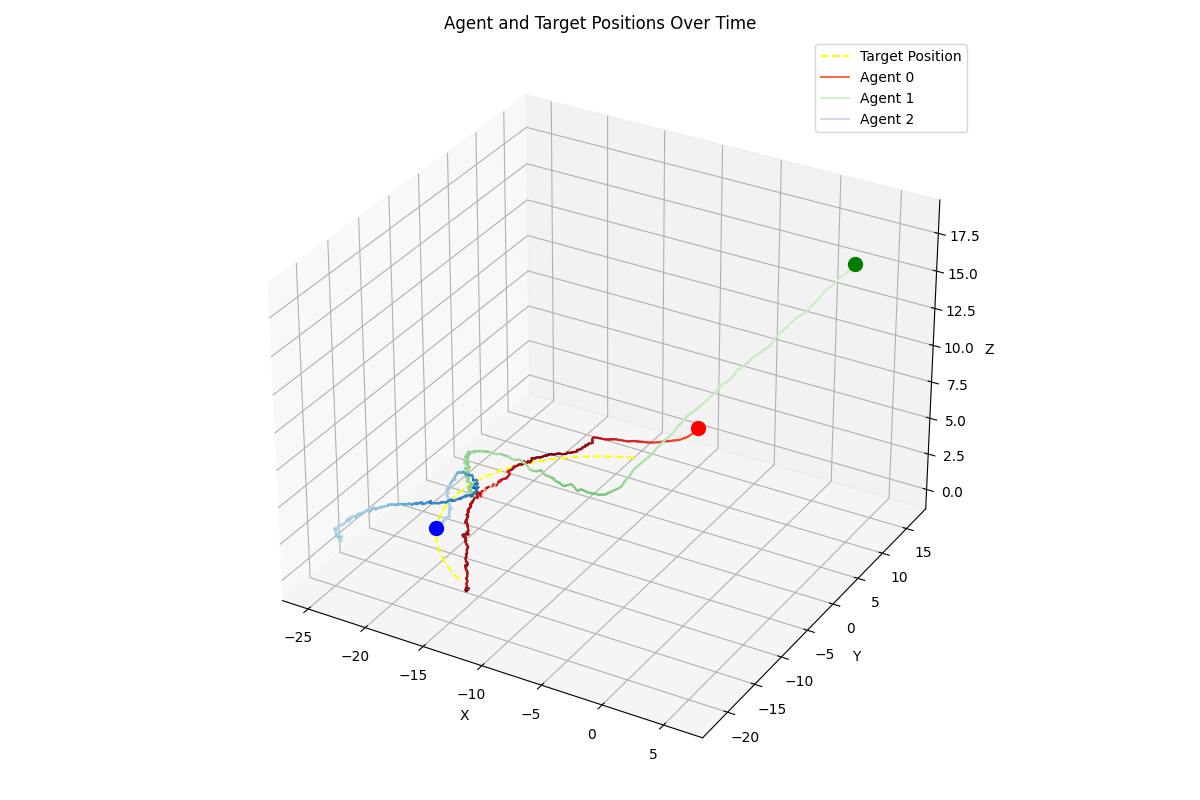 Agent and Target Positions Over Time
Target Position
Agent 0
Agent 1
Agent 2
17.5
15.0
12.5
10.0
7.5
5.0
2.5
0.0
Z
15
10
5
0
−5
−10
−15
−20
Y
−25
−20
−15
−10
−5
0
5
X